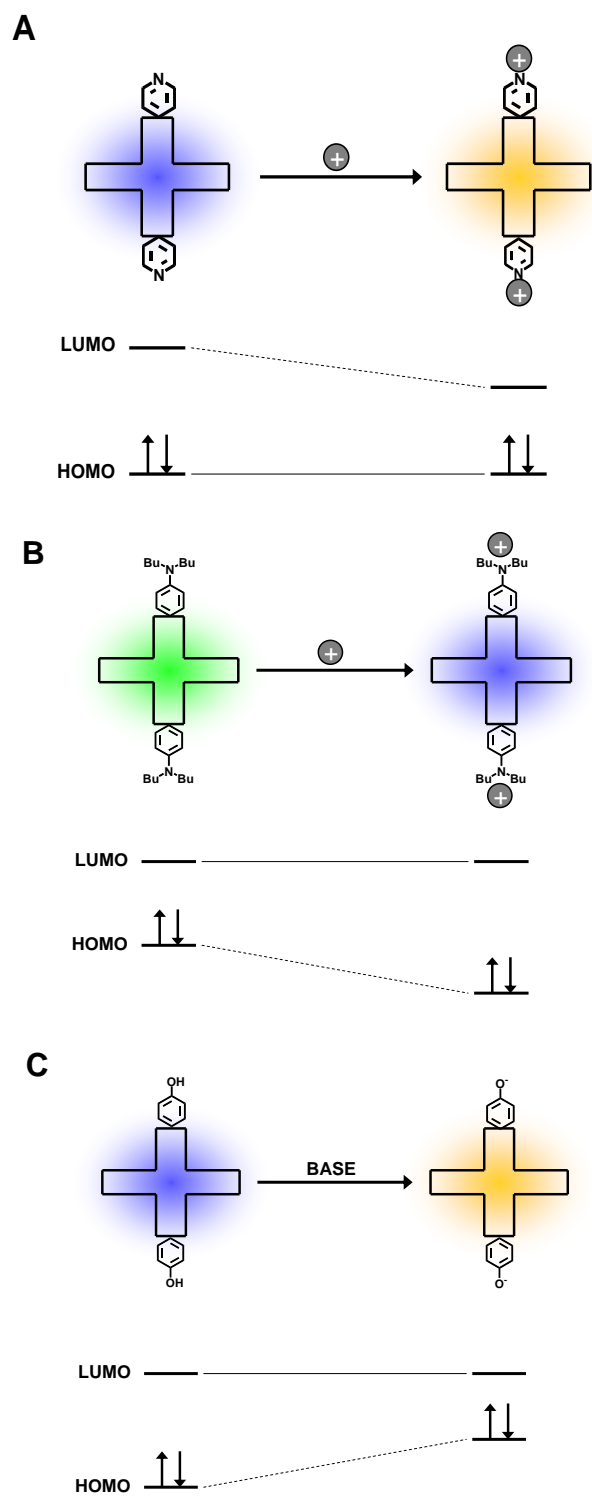 A
N
+
N
+
N
N
+
LUMO
HOMO
B
+
Bu N Bu
Bu N Bu
+
Bu N Bu
Bu N Bu
+
LUMO
HOMO
C
OH
O-
BASE
OH
O-
LUMO
HOMO